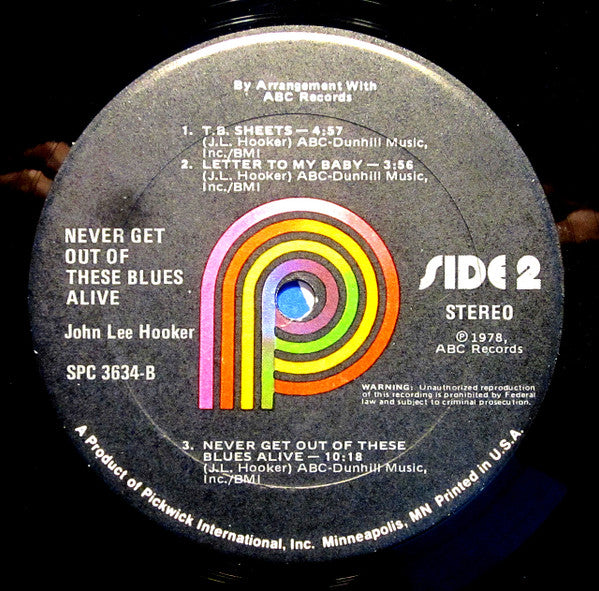 By Arrangement With
ABC Records
1. T.B. SHEETS — 4:57
(J.L. Hooker) ABC-Dunhill Music,
Inc./BMI
2. LETTER TO MY BABY — 3:56
(J.L. Hooker) ABC-Dunhill Music,
Inc./BMI
NEVER GET
OUT OF
THESE BLUES
ALIVE
John Lee Hooker
SPC 3634-B
SIDE 2
STEREO
℗ 1978,
ABC Records
WARNING: Unauthorized reproduction
of this recording is prohibited by Federal
law and subject to criminal prosecution.
3. NEVER GET OUT OF THESE
BLUES ALIVE — 10:18
(J.L. Hooker) ABC-Dunhill Music,
Inc./BMI
A Product of Pickwick International, Inc. Minneapolis, MN Printed in U.S.A.